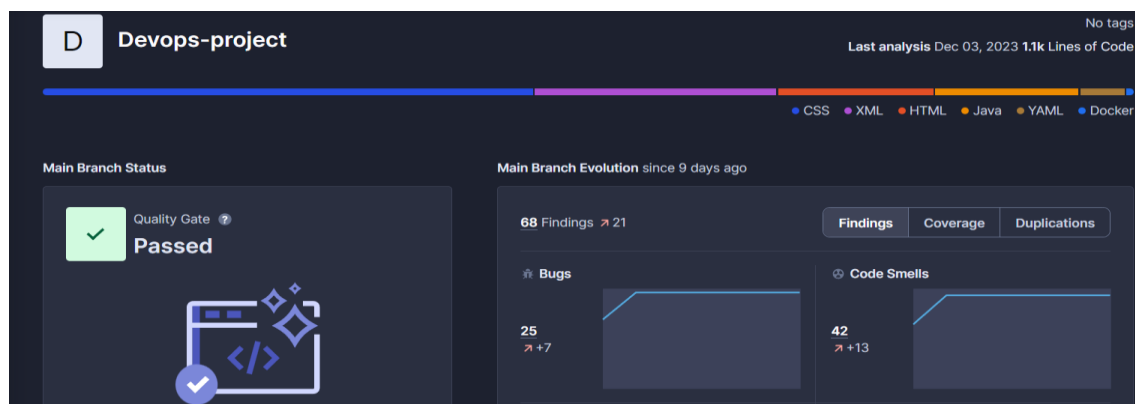 No tags
D
Devops-project
Last analysis Dec 03, 2023 1.1k Lines of Code
CSS XML HTML Java YAML Docker
Main Branch Status
Main Branch Evolution since 9 days ago
Quality Gate ?
Passed
</>
68 Findings 21
Findings Coverage Duplications
Bugs
25
+7
Code Smells
42
+13